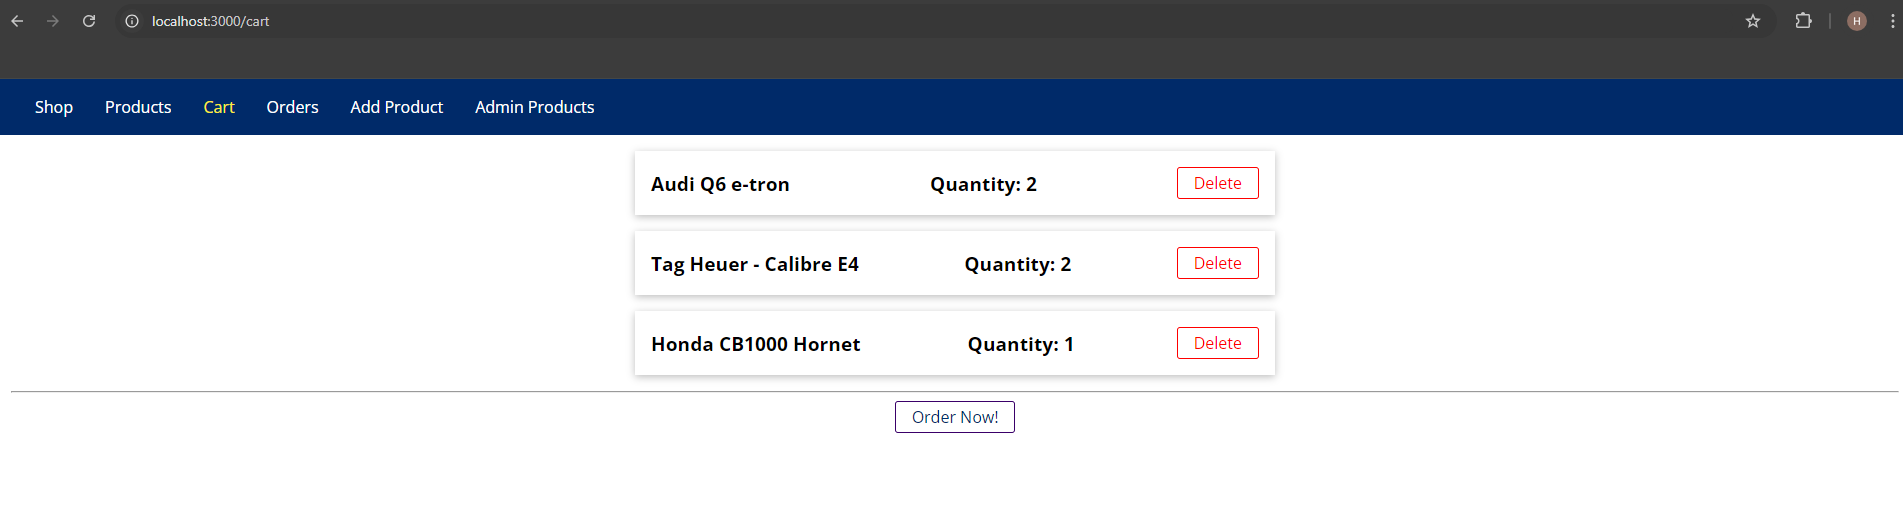 localhost:3000/cart
H
Shop Products Cart Orders Add Product Admin Products
Audi Q6 e-tron Quantity: 2 Delete
Tag Heuer - Calibre E4 Quantity: 2 Delete
Honda CB1000 Hornet Quantity: 1 Delete
Order Now!